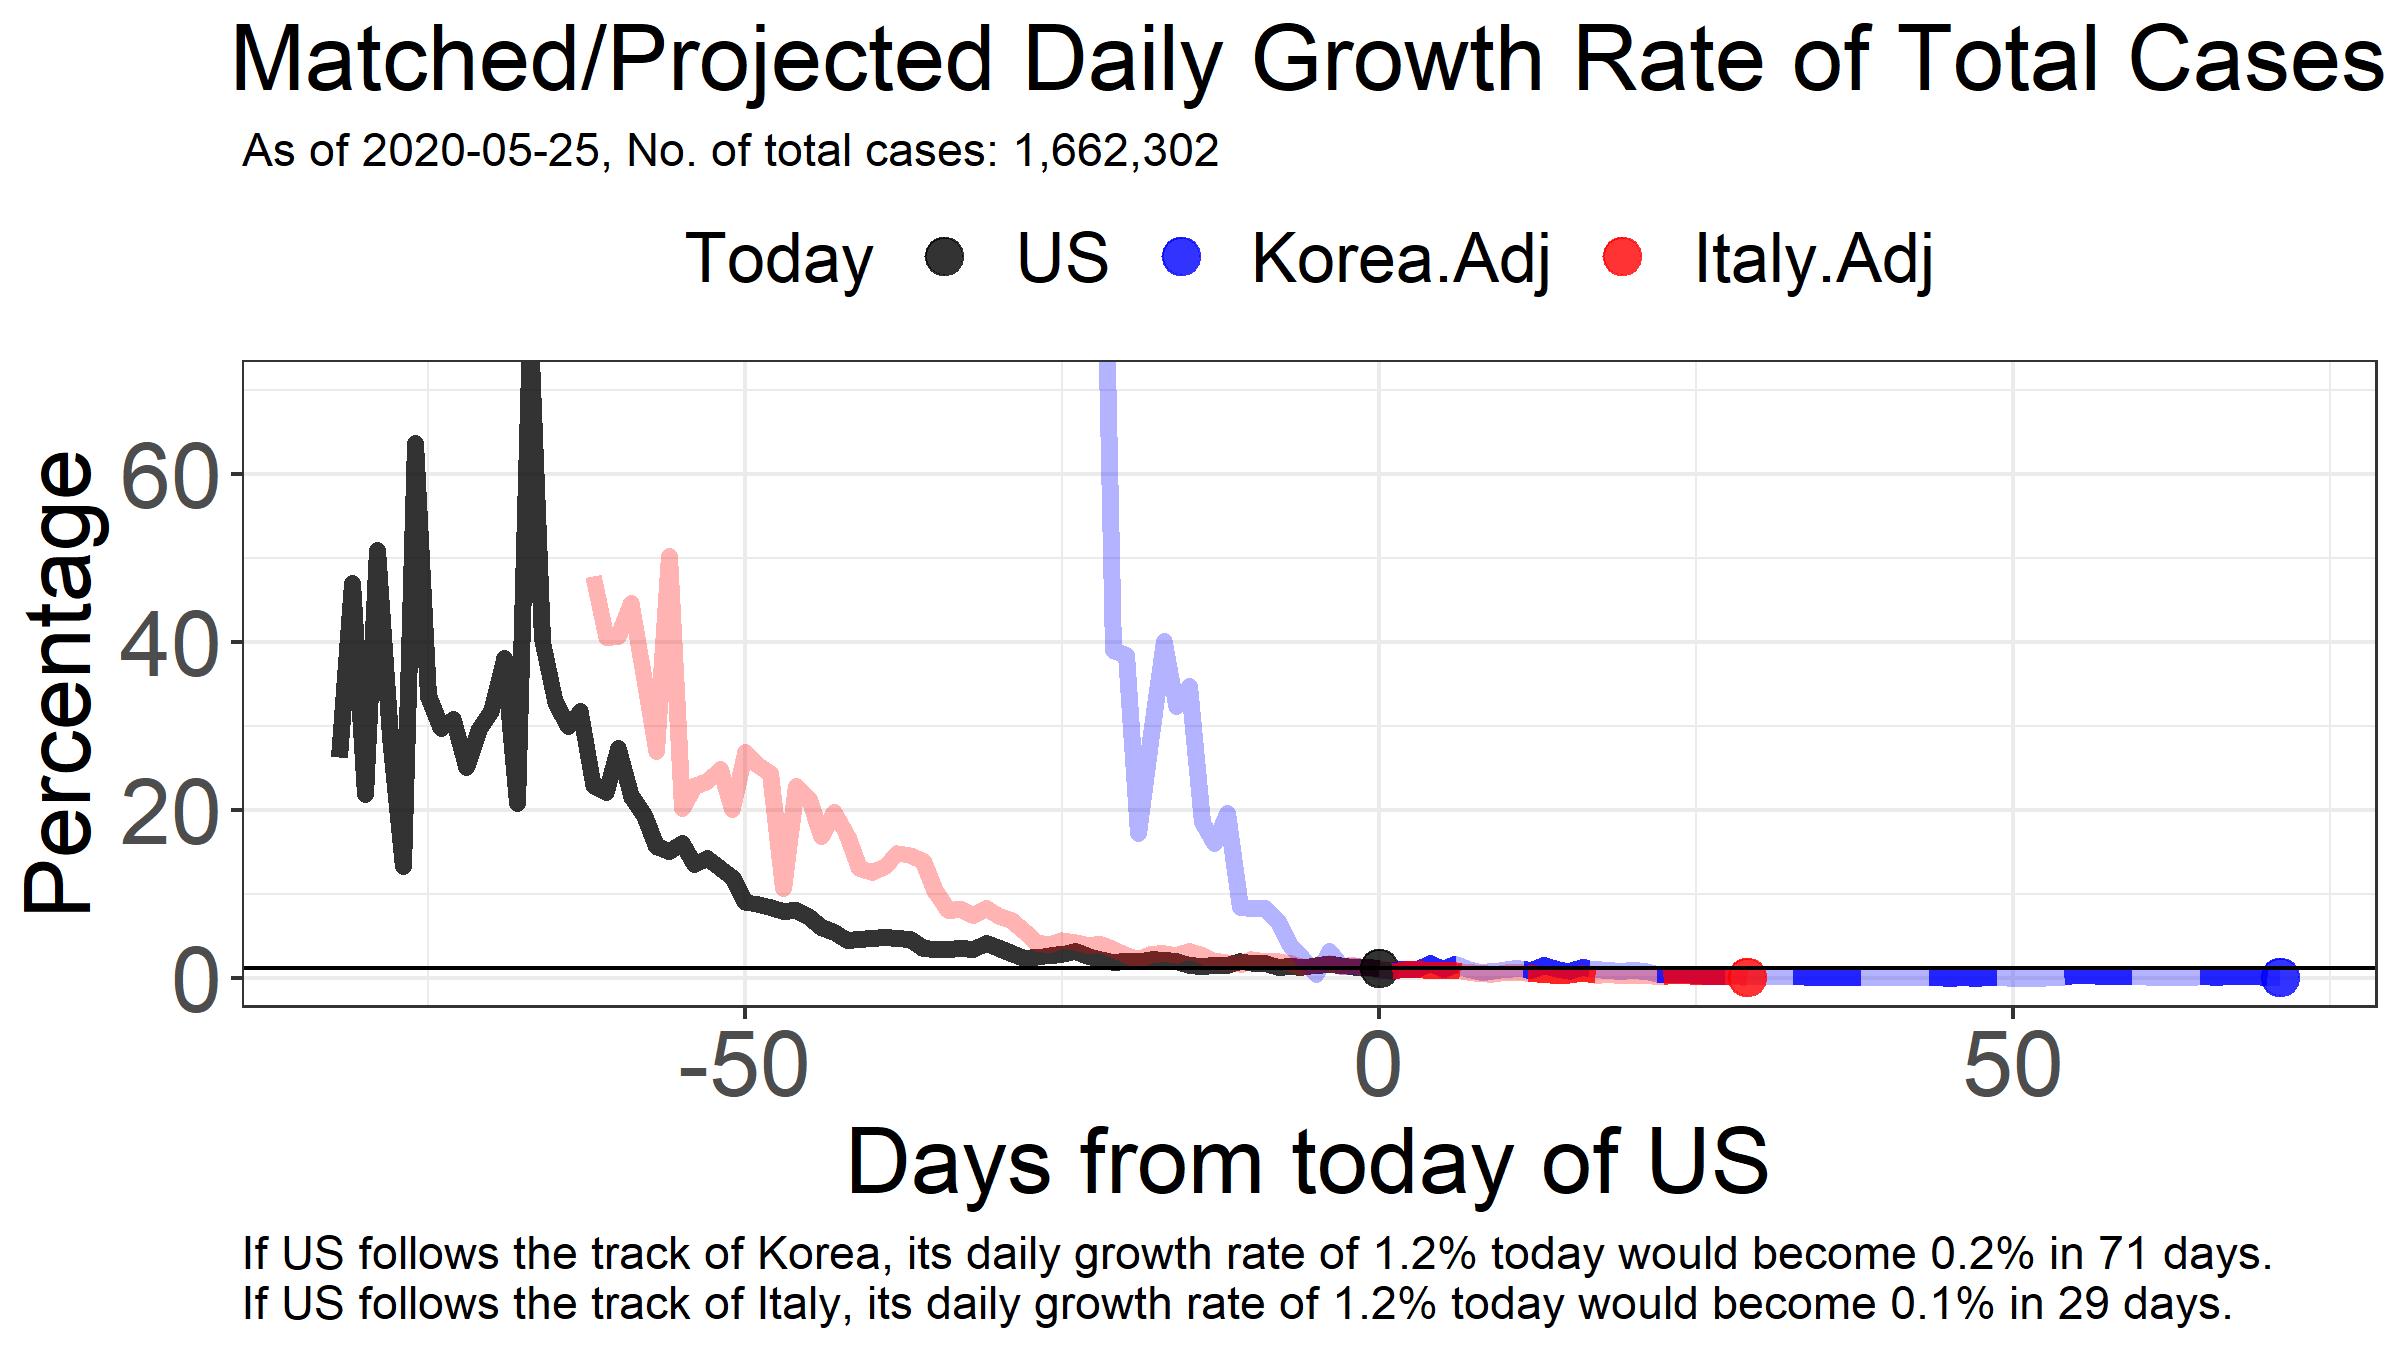 Matched/Projected Daily Growth Rate of Total Cases
As of 2020-05-25, No. of total cases: 1,662,302
Today US Korea.Adj Italy.Adj
Percentage
60
40
20
0
-50 0 50
Days from today of US
If US follows the track of Korea, its daily growth rate of 1.2% today would become 0.2% in 71 days.
If US follows the track of Italy, its daily growth rate of 1.2% today would become 0.1% in 29 days.